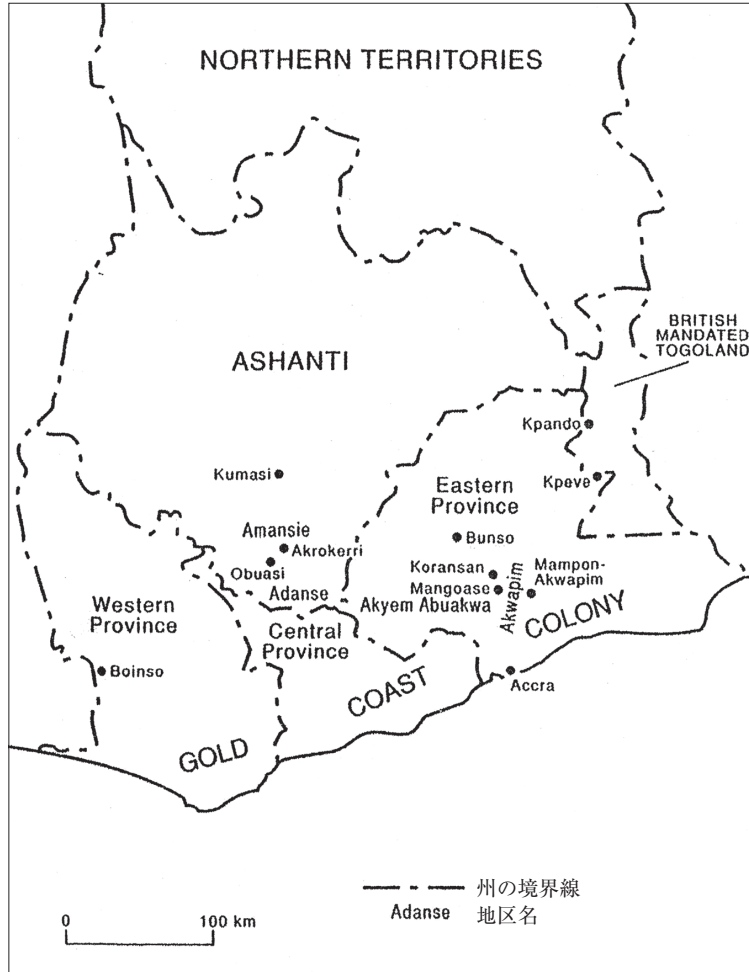 NORTHERN TERRITORIES
BRITISH
MANDATED
TOGOLAND
ASHANTI
Kpando
Kumasi
Kpeve
Eastern
Province
Amansie
Bunso
Akrokerri
Obuasi
Koransan
Mampon-
Akwapim
Mangoase
Adanse
Akyem Abuakwa
Akwapim
Western
Province
Central
Province
COLONY
Boinso
COAST
Accra
GOLD
州の境界線
0 100 km
Adanse 地区名